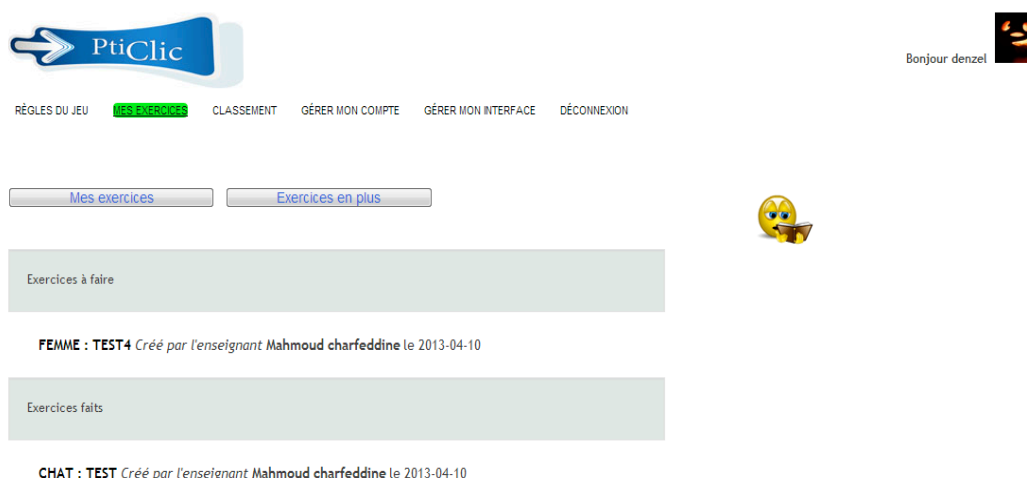 PtiClic
Bonjour denzel
RÈGLES DU JEU MES EXERCICES CLASSEMENT GÉRER MON COMPTE GÉRER MON INTERFACE DÉCONNEXION
Mes exercices Exercices en plus
Exercices à faire
FEMME : TEST4 Créé par l'enseignant Mahmoud charfeddine le 2013-04-10
Exercices faits
CHAT : TEST Créé par l'enseignant Mahmoud charfeddine le 2013-04-10